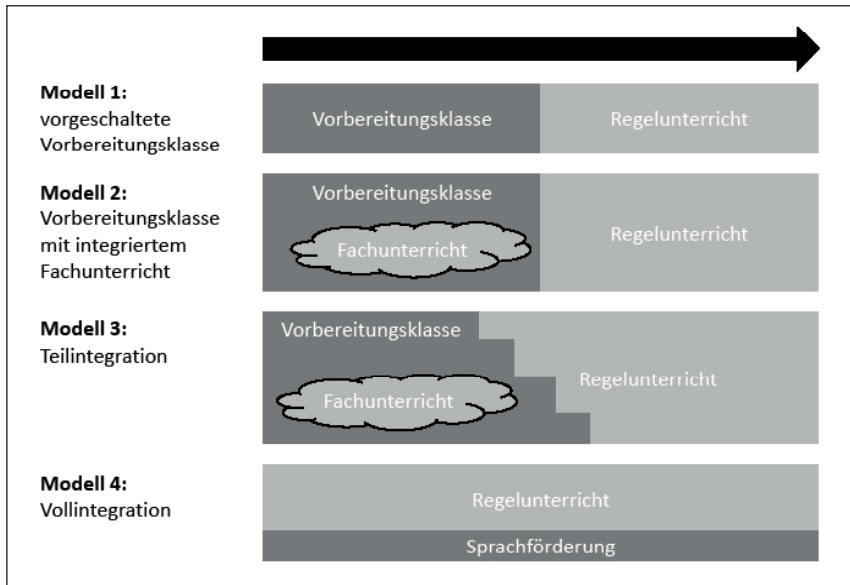 Modell 1:
vorgeschaltete
Vorbereitungsklasse
Vorbereitungsklasse
Regelunterricht
Modell 2:
Vorbereitungsklasse
mit integriertem
Fachunterricht
Vorbereitungsklasse
Fachunterricht
Regelunterricht
Modell 3:
Teilintegration
Vorbereitungsklasse
Fachunterricht
Regelunterricht
Modell 4:
Vollintegration
Regelunterricht
Sprachförderung